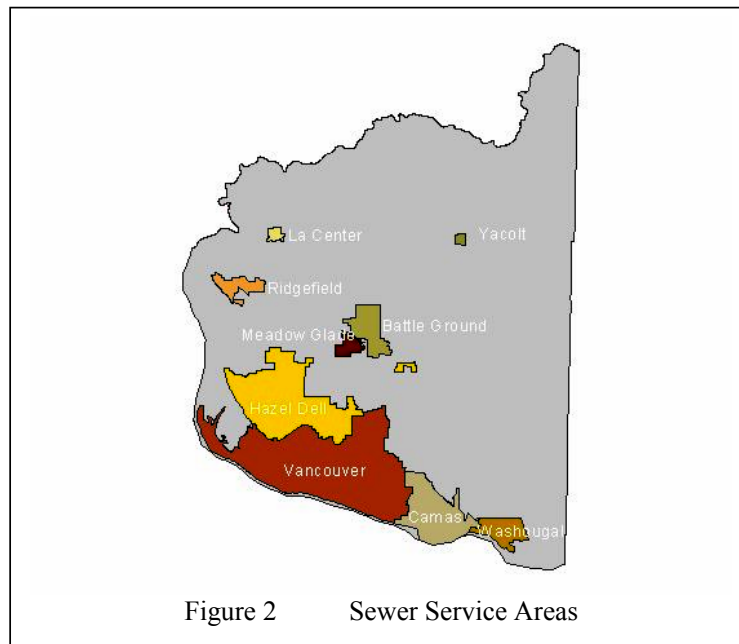 La Center
Yacolt
Ridgefield
Battle Ground
Meadow Glade
Hazel Dell
Vancouver
Camas
Washougal
Figure 2 Sewer Service Areas